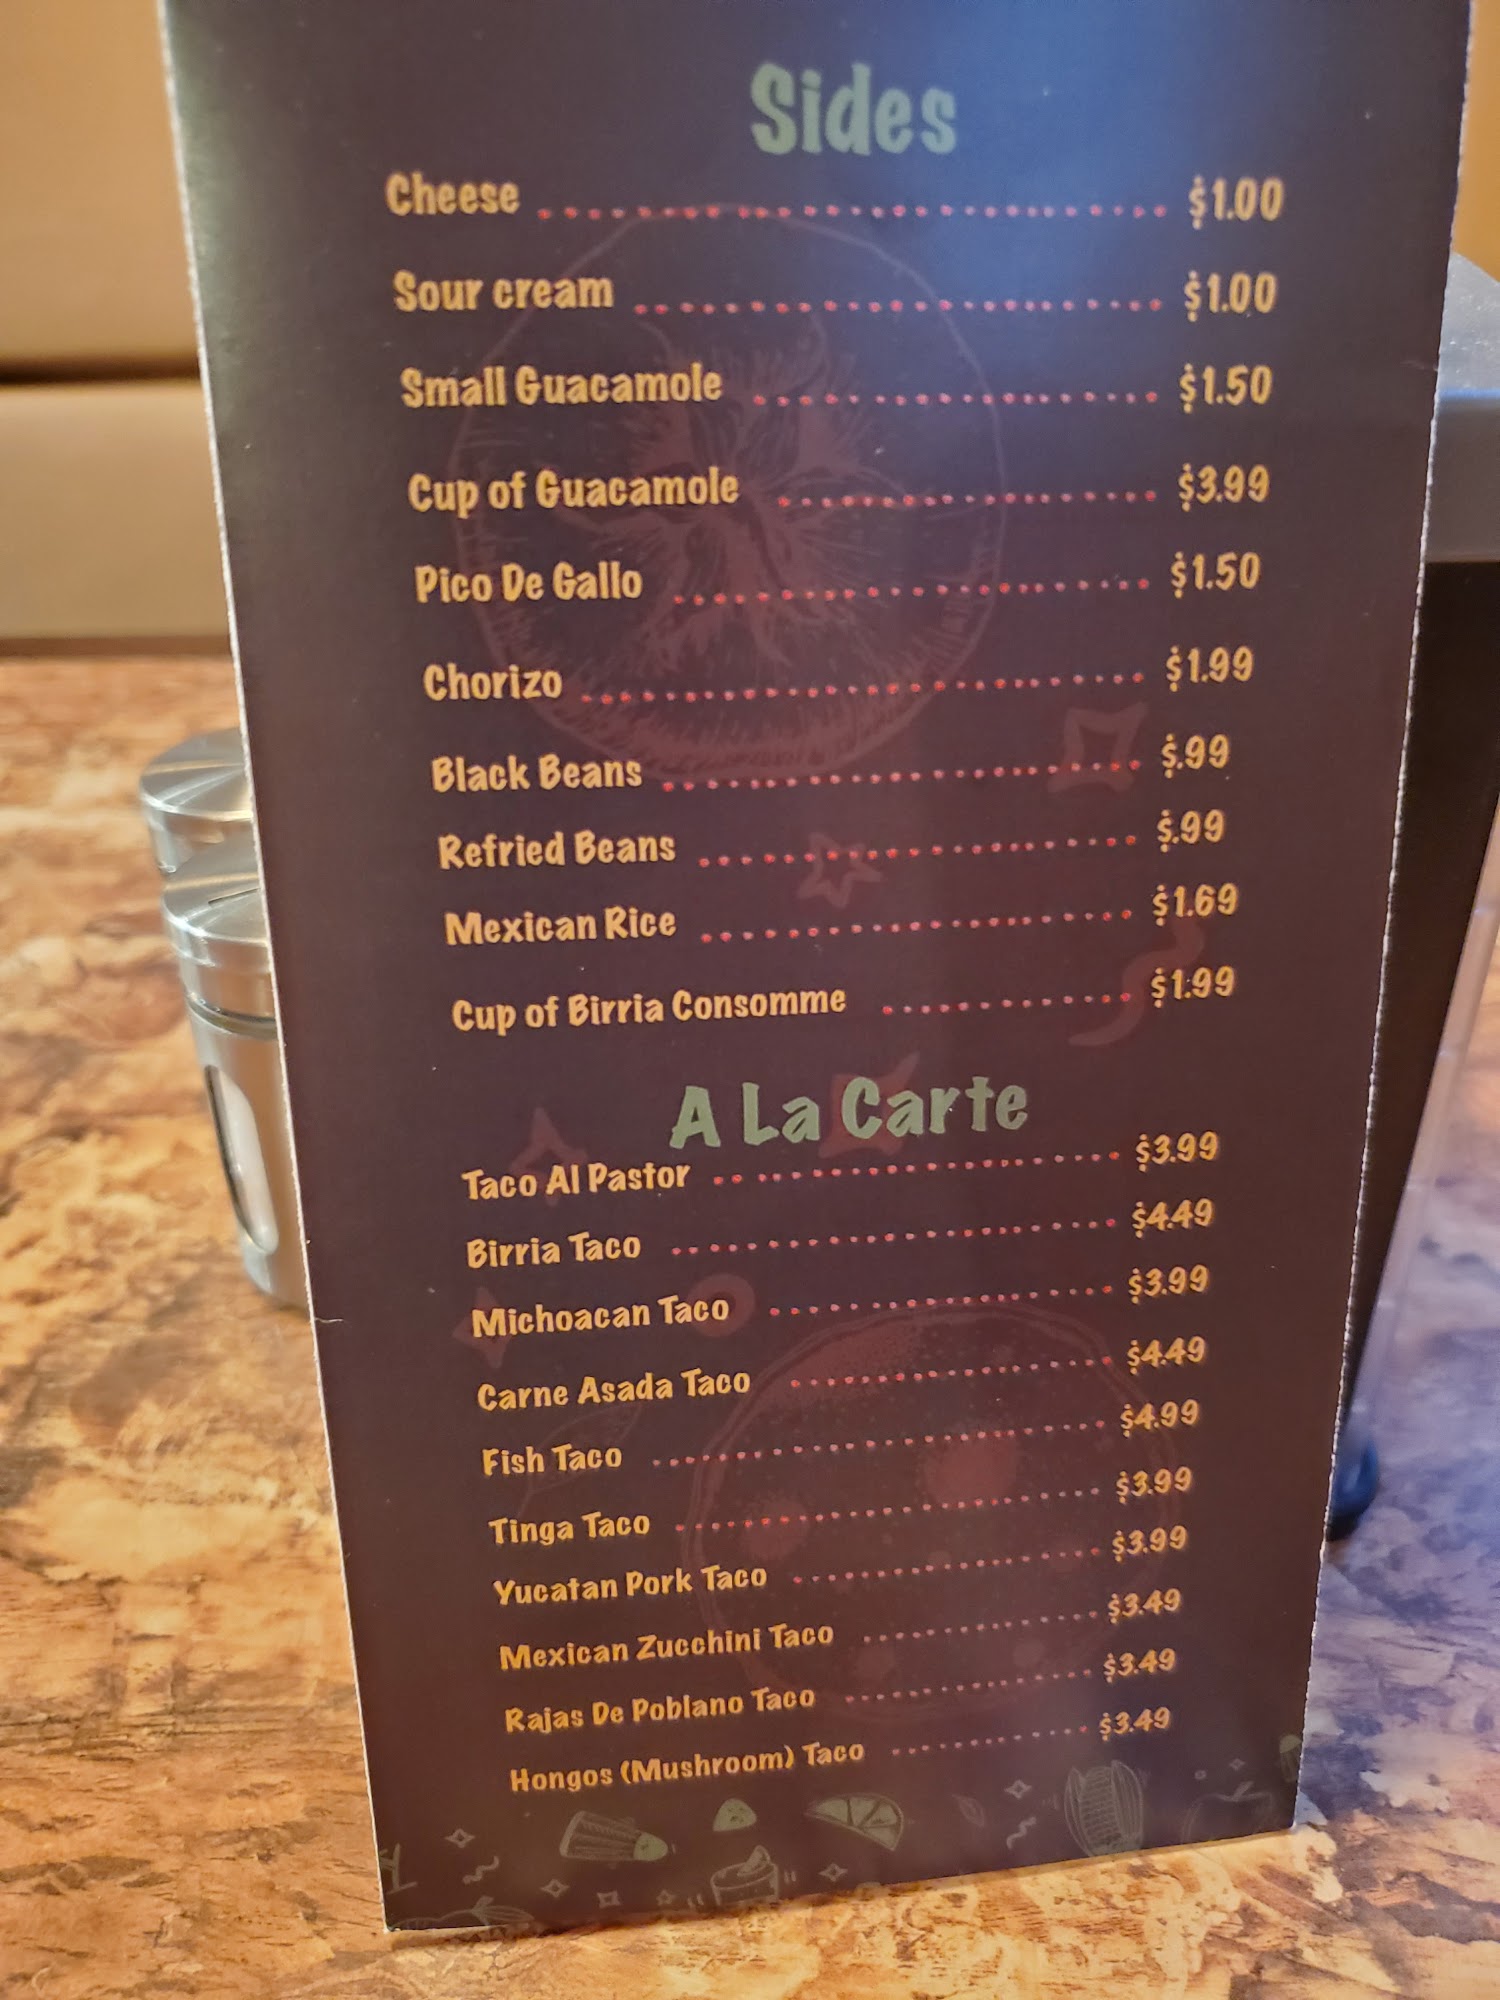 Sides
Cheese $1.00
Sour cream $1.00
Small Guacamole $1.50
Cup of Guacamole $3.99
Pico De Gallo $1.50
Chorizo $1.99
Black Beans $.99
Refried Beans $.99
Mexican Rice $1.69
Cup of Birria Consomme $1.99
A La Carte
Taco Al Pastor $3.99
Birria Taco $4.49
Michoacan Taco $3.99
Carne Asada Taco $4.49
Fish Taco $4.99
Tinga Taco $3.99
Yucatan Pork Taco $3.99
Mexican Zucchini Taco $3.49
Rajas De Poblano Taco $3.49
Hongos (Mushroom) Taco $3.49